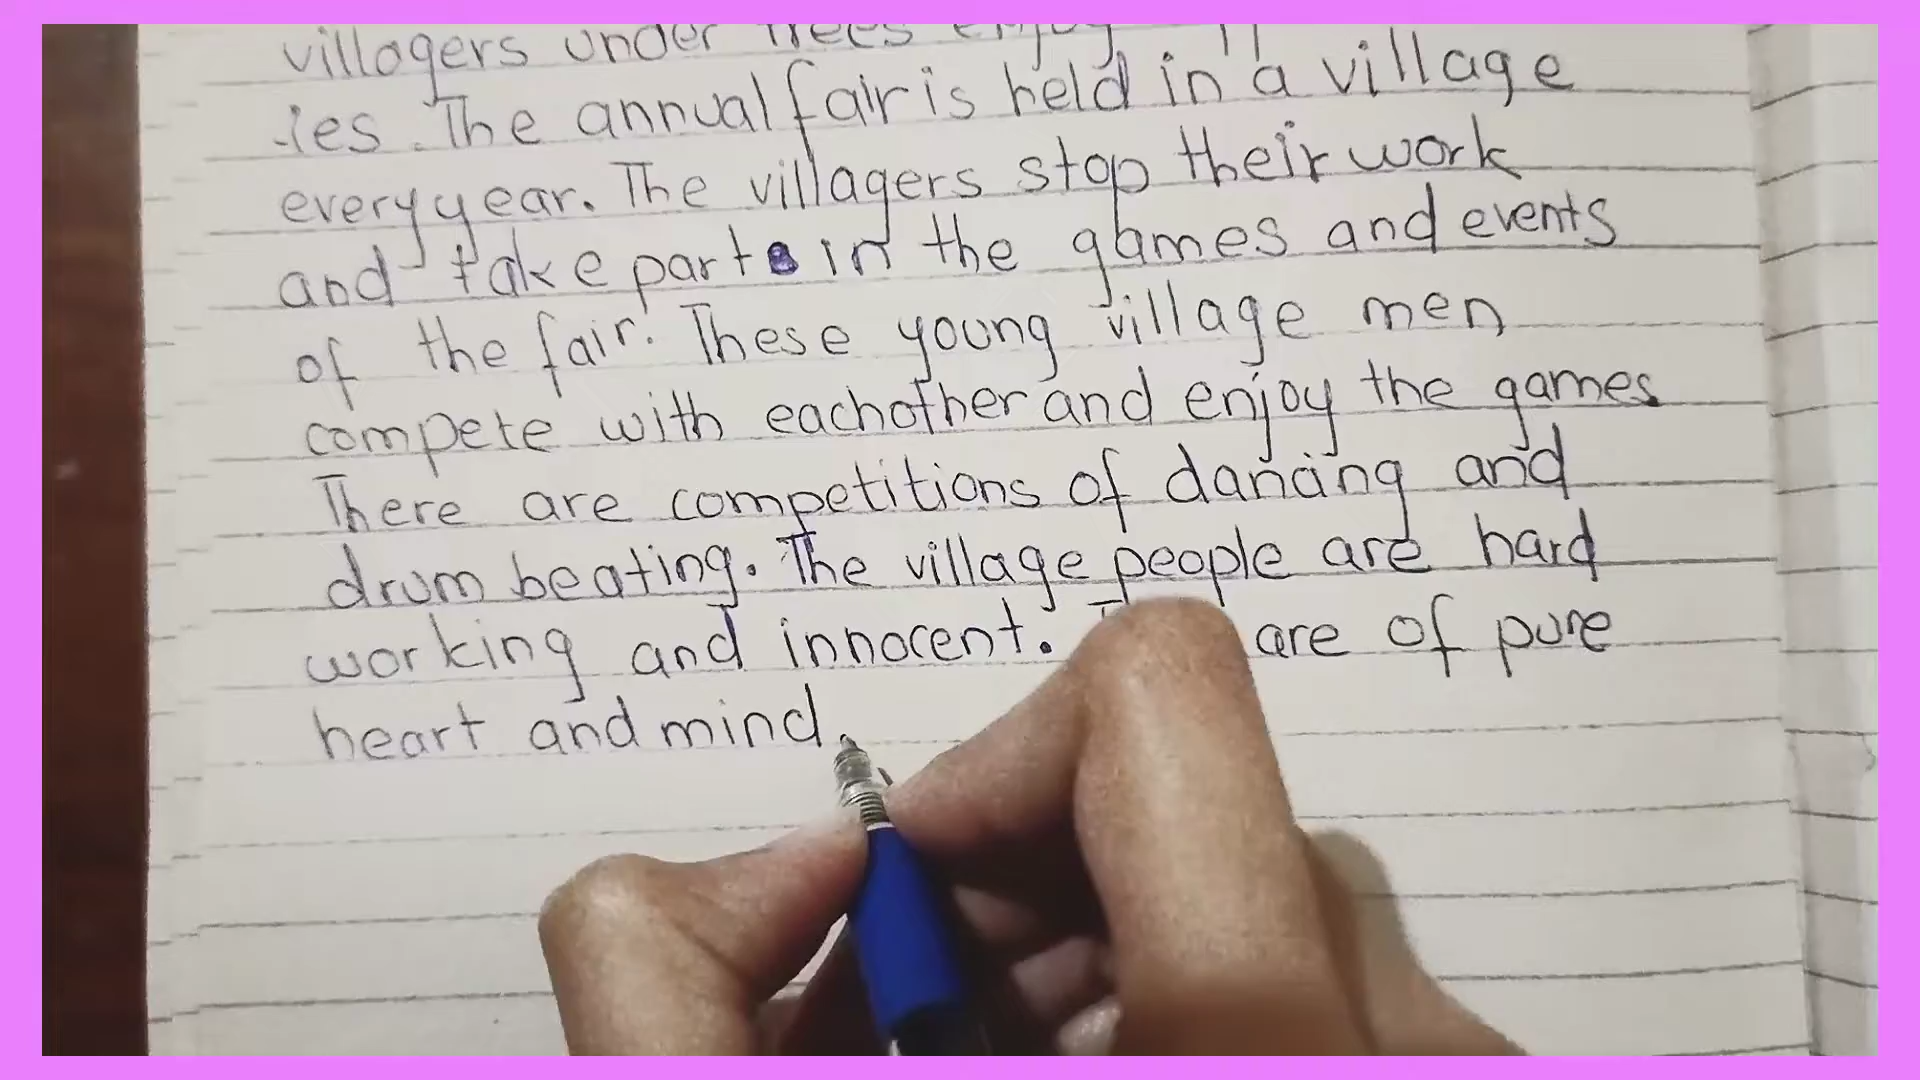 villagers under trees enjoy
ies. The annual fair is held in a village
every year. The villagers stop their work
and take part in the games and events
of the fair. These young village men
compete with eachother and enjoy the games.
There are competitions of dancing and
drum beating. The village people are hard
working and innocent. are of pure
heart and mind.